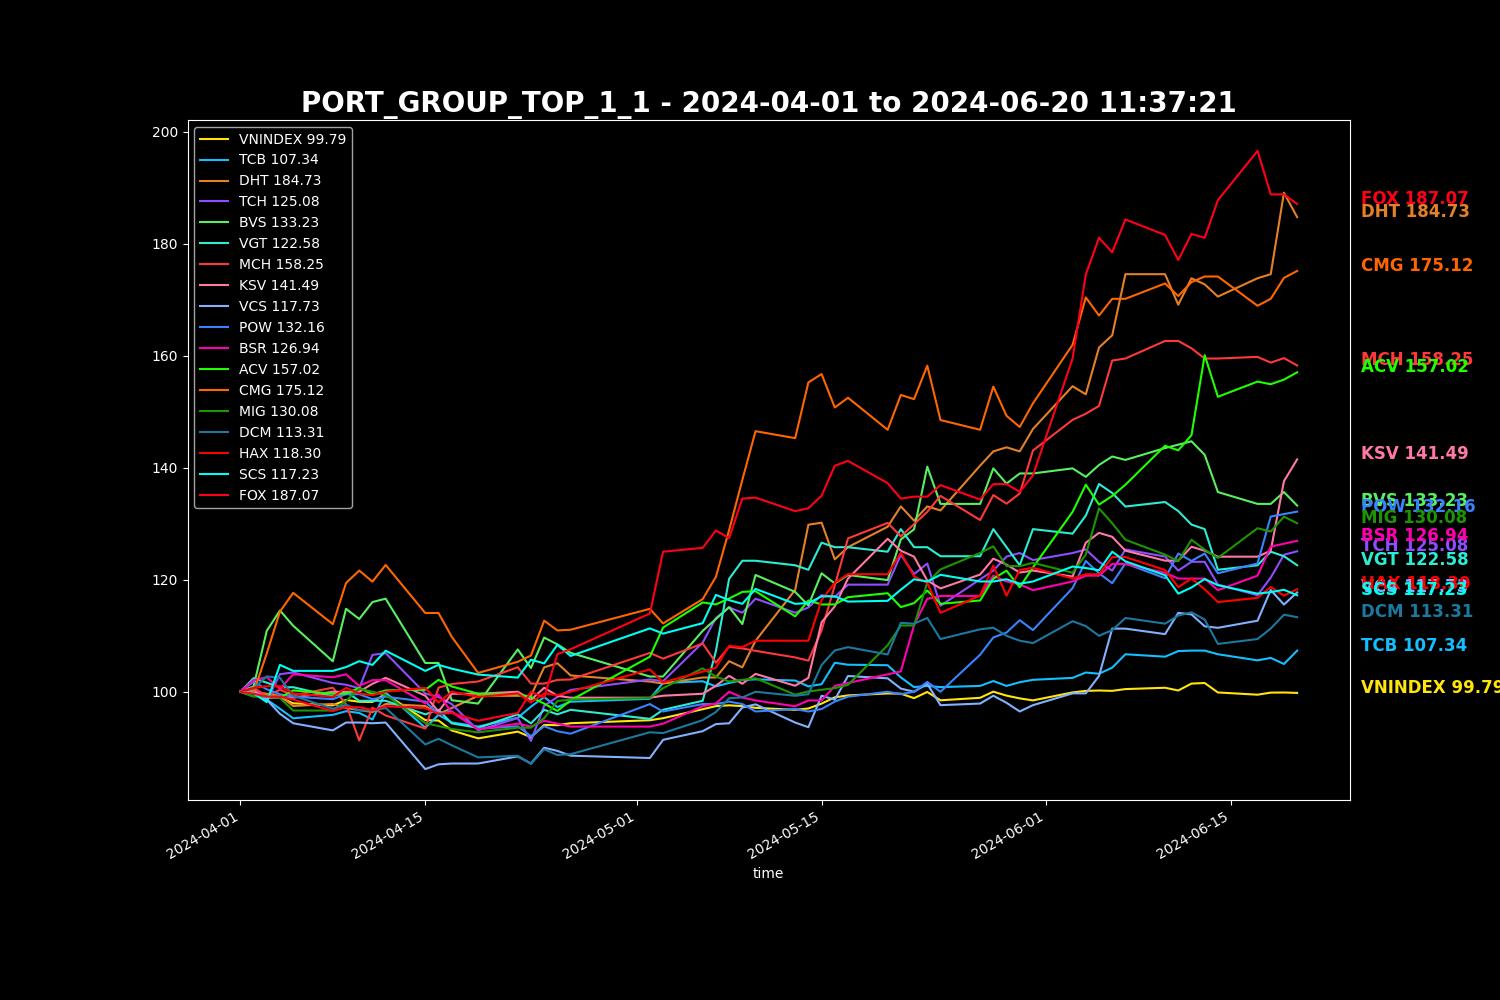 PORT_GROUP_TOP_1_1 - 2024-04-01 to 2024-06-20 11:37:21
200
180
160
140
120
100
VNINDEX 99.79
TCB 107.34
DHT 184.73
TCH 125.08
BVS 133.23
VGT 122.58
MCH 158.25
KSV 141.49
VCS 117.73
POW 132.16
BSR 126.94
ACV 157.02
CMG 175.12
MIG 130.08
DCM 113.31
HAX 118.30
SCS 117.23
FOX 187.07
FOX 187.07
DHT 184.73
CMG 175.12
MCH 158.25
ACV 157.02
KSV 141.49
BVS 133.23
POW 132.16
MIG 130.08
BSR 126.94
TCH 125.08
VGT 122.58
HAX 118.30
SCS 117.23
DCM 113.31
TCB 107.34
VNINDEX 99.79
2024-04-01
2024-04-15
2024-05-01
2024-05-15
2024-06-01
2024-06-15
time